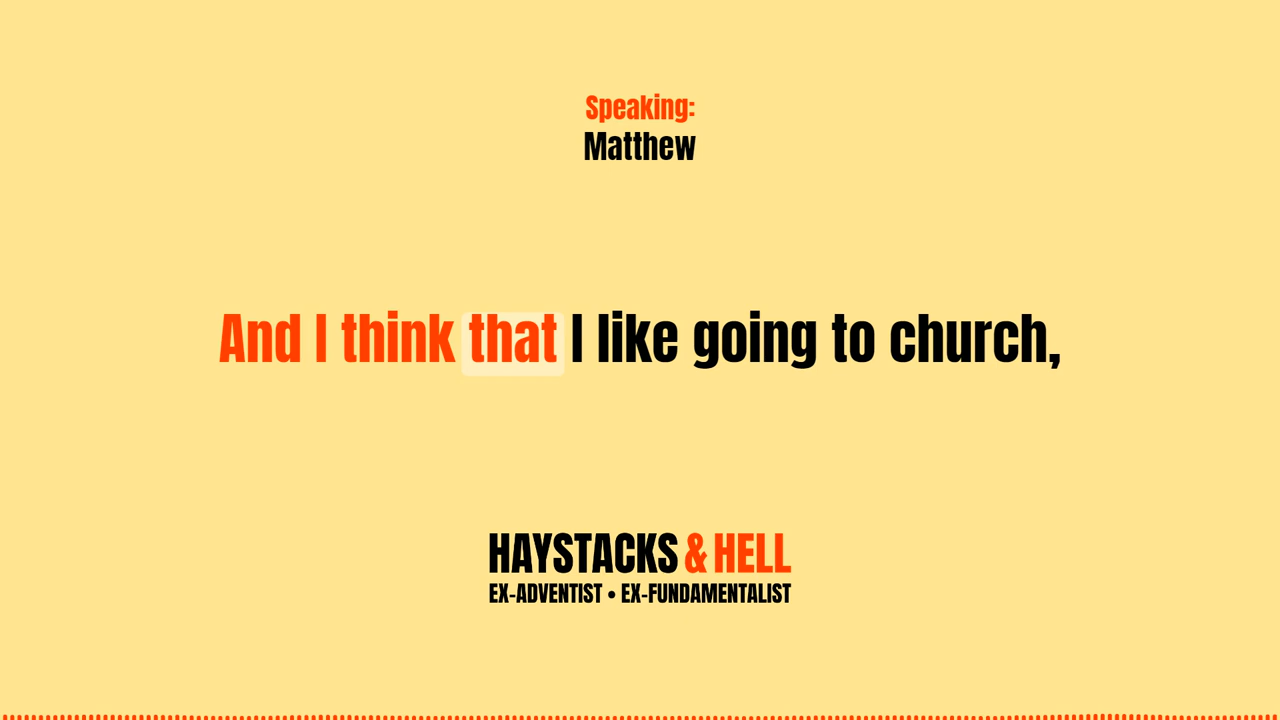 Speaking:
Matthew
And I think that I like going to church,
HAYSTACKS & HELL
EX-ADVENTIST • EX-FUNDAMENTALIST